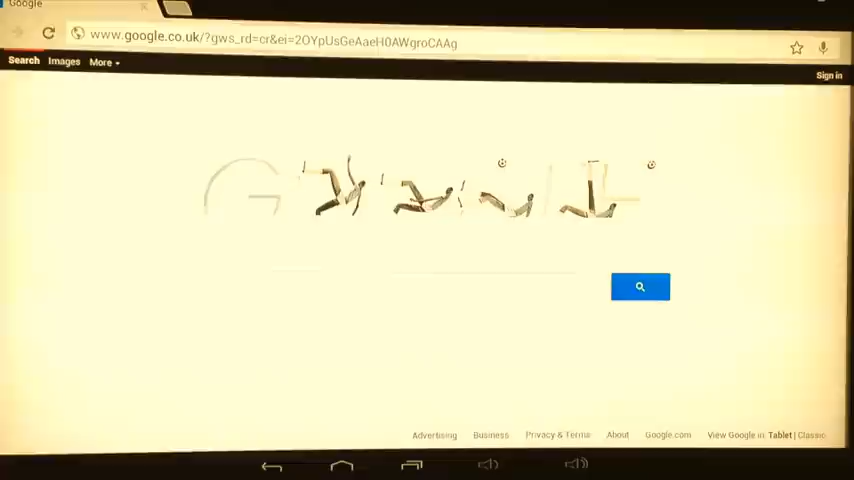 Google
www.google.co.uk/?gws_rd=cr&ei=2OYpUsGeAaeH0AWgroCAAg
Search Images More
Sign in
G
Advertising Business Privacy & Terms About Google.com View Google in: Tablet | Classic